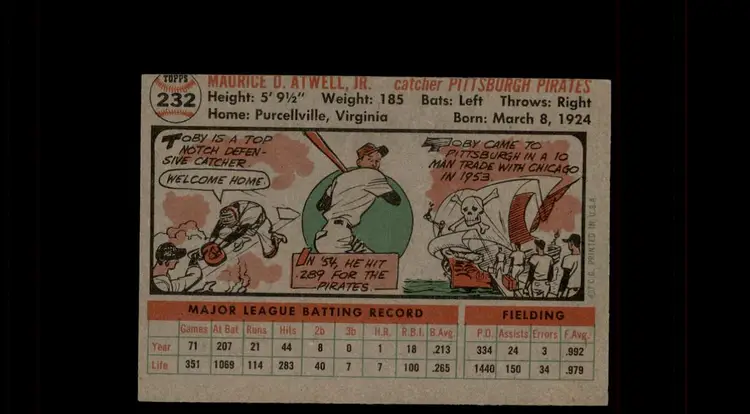 TOPPS
232
MAURICE D. ATWELL, JR. catcher PITTSBURGH PIRATES
Height: 5' 9½" Weight: 185 Bats: Left Throws: Right
Home: Purcellville, Virginia Born: March 8, 1924
TOBY IS A TOP
NOTCH DEFEN-
SIVE CATCHER.
WELCOME HOME.
IN '54, HE HIT
.289 FOR THE
PIRATES.
TOBY CAME TO
PITTSBURGH IN A 10
MAN TRADE WITH CHICAGO
IN 1953.
©T.C.G. PRINTED IN U.S.A.
MAJOR LEAGUE BATTING RECORD FIELDING
Games At Bat Runs Hits 2b 3b H.R. R.B.I. B.Avg. P.O. Assists Errors F.Avg.
Year 71 207 21 44 8 0 1 18 .213 334 24 3 .992
Life 351 1069 114 283 40 7 7 100 .265 1440 150 34 .979